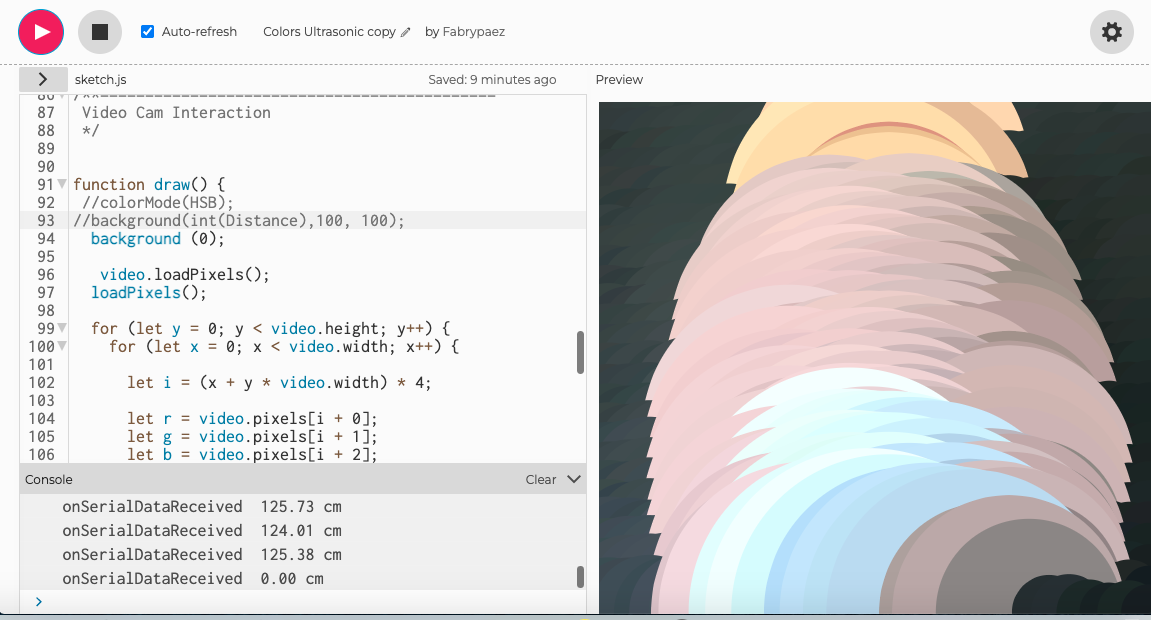 Auto-refresh
Colors Ultrasonic copy
by Fabrypaez
sketch.js
Saved: 9 minutes ago
Preview
87 Video Cam Interaction
88 */
89
90
91 function draw() {
92 //colorMode(HSB);
93 //background(int(Distance),100, 100);
94 background (0);
95
96 video.loadPixels();
97 loadPixels();
98
99 for (let y = 0; y < video.height; y++) {
100 for (let x = 0; x < video.width; x++) {
101
102 let i = (x + y * video.width) * 4;
103
104 let r = video.pixels[i + 0];
105 let g = video.pixels[i + 1];
106 let b = video.pixels[i + 2];
Console
Clear
onSerialDataReceived 125.73 cm
onSerialDataReceived 124.01 cm
onSerialDataReceived 125.38 cm
onSerialDataReceived 0.00 cm
>